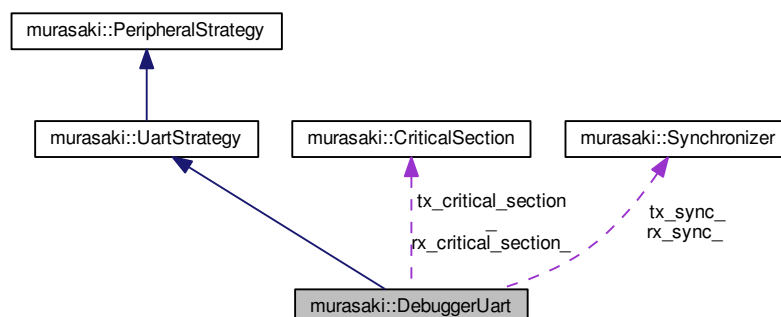 murasaki::PeripheralStrategy
murasaki::UartStrategy
murasaki::CriticalSection
murasaki::Synchronizer
tx_critical_section
_
rx_critical_section_
tx_sync_
rx_sync_
murasaki::DebuggerUart